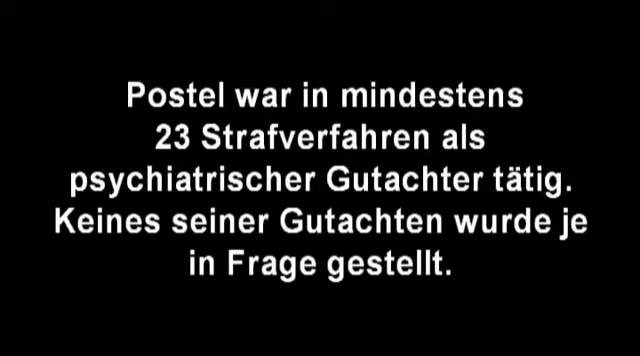 Postel war in mindestens
23 Strafverfahren als
psychiatrischer Gutachter tätig.
Keines seiner Gutachten wurde je
in Frage gestellt.